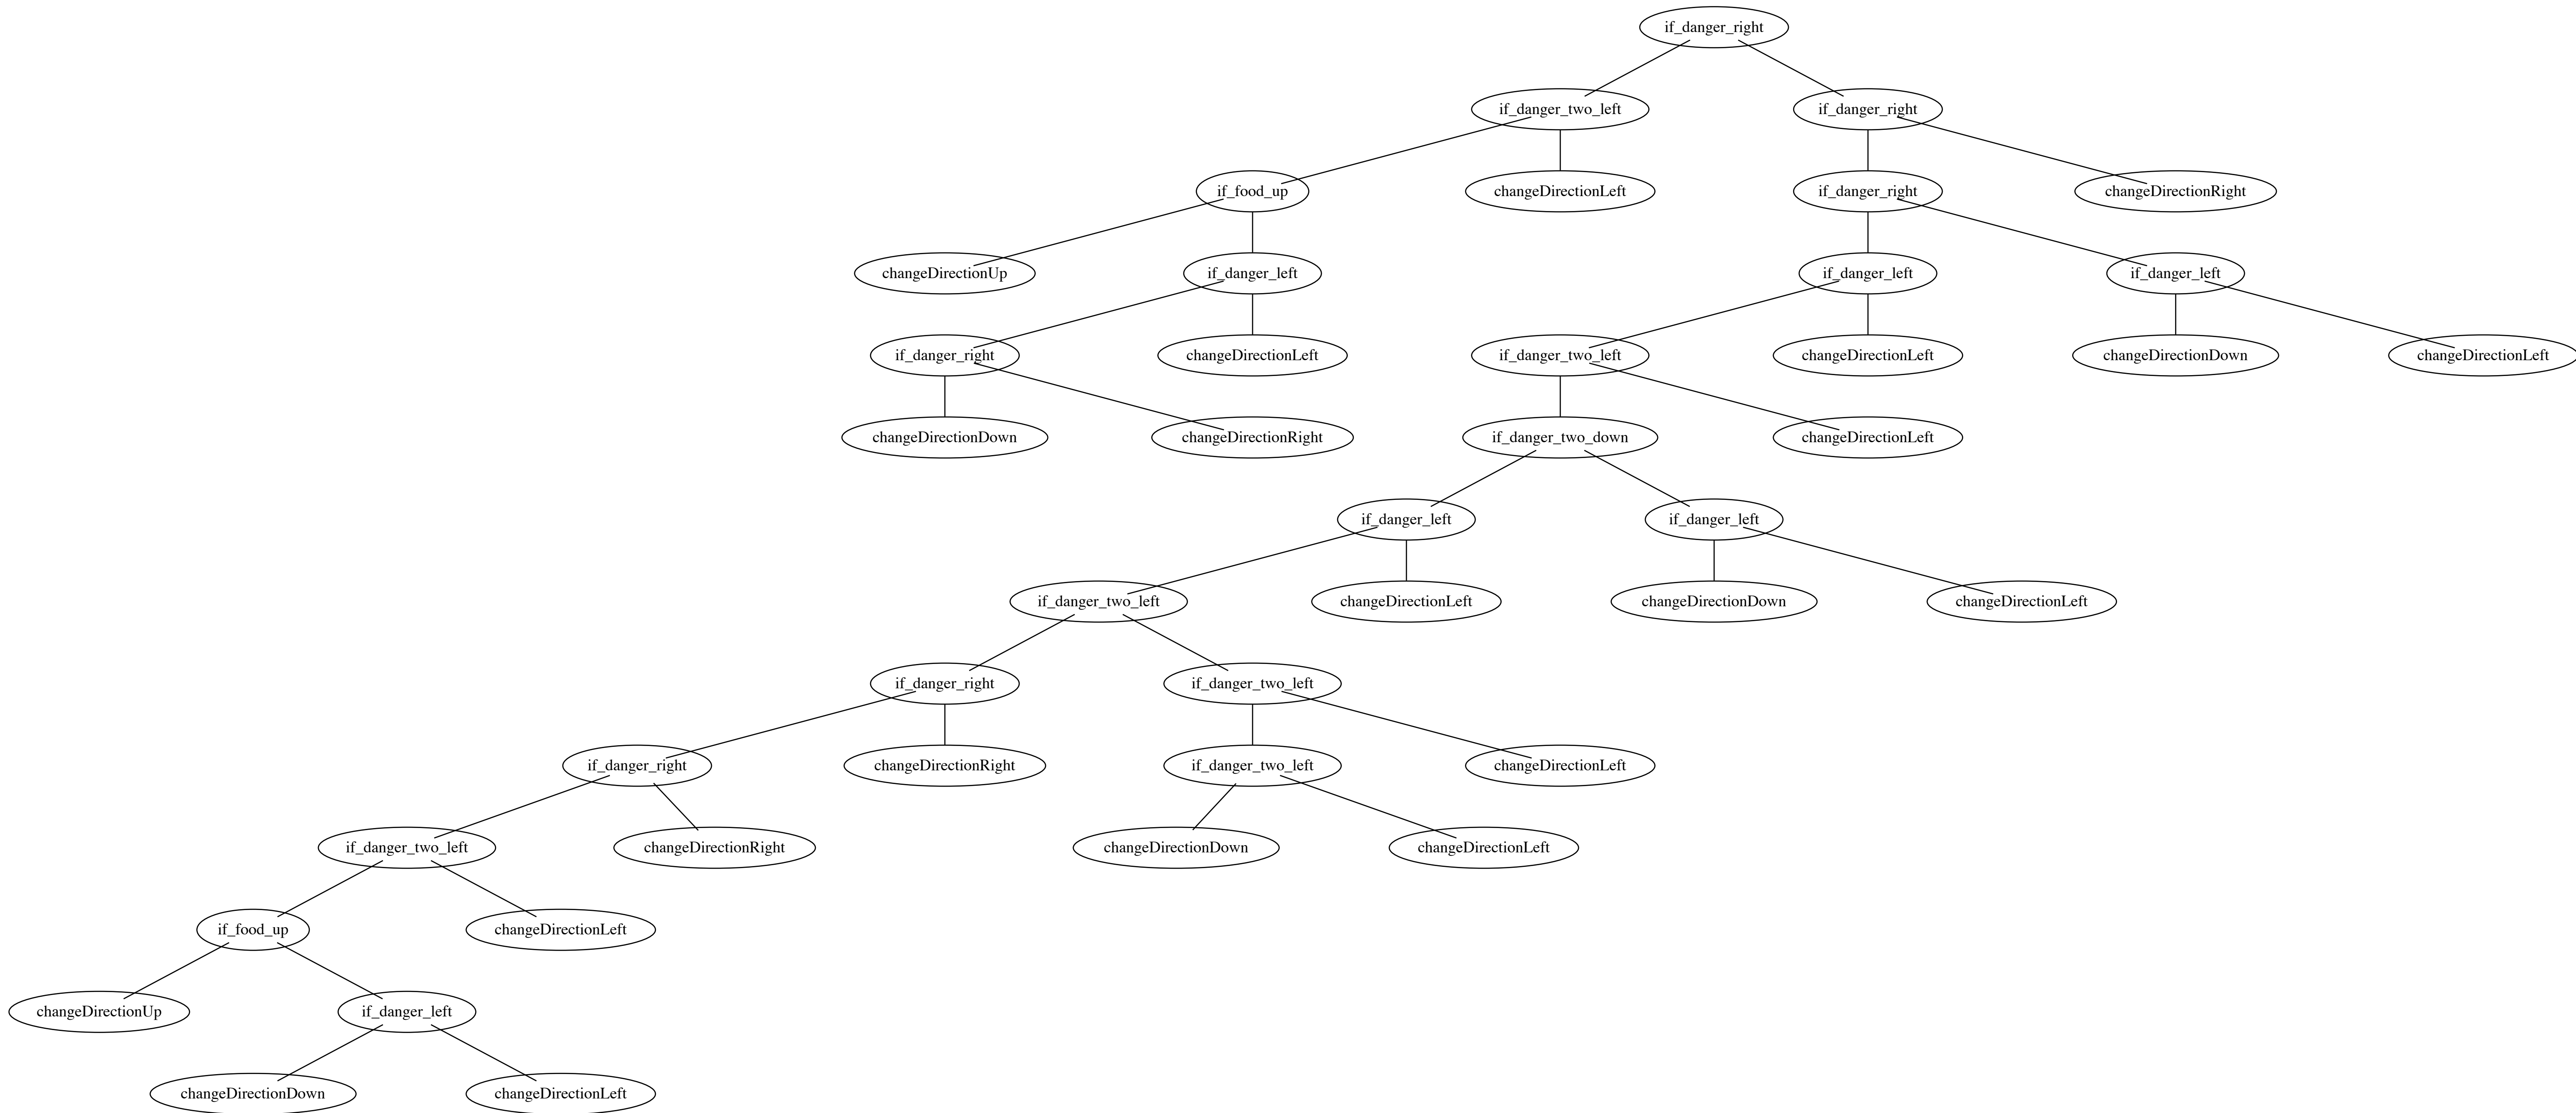 if_danger_right
if_danger_two_left
if_danger_right
if_food_up
changeDirectionLeft
if_danger_right
changeDirectionRight
changeDirectionUp
if_danger_left
if_danger_left
if_danger_left
if_danger_right
changeDirectionLeft
if_danger_two_left
changeDirectionLeft
changeDirectionDown
changeDirectionLeft
changeDirectionDown
changeDirectionRight
if_danger_two_down
changeDirectionLeft
if_danger_left
if_danger_left
if_danger_two_left
changeDirectionLeft
changeDirectionDown
changeDirectionLeft
if_danger_right
if_danger_two_left
if_danger_right
changeDirectionRight
if_danger_two_left
changeDirectionLeft
if_danger_two_left
changeDirectionRight
changeDirectionDown
changeDirectionLeft
if_food_up
changeDirectionLeft
changeDirectionUp
if_danger_left
changeDirectionDown
changeDirectionLeft